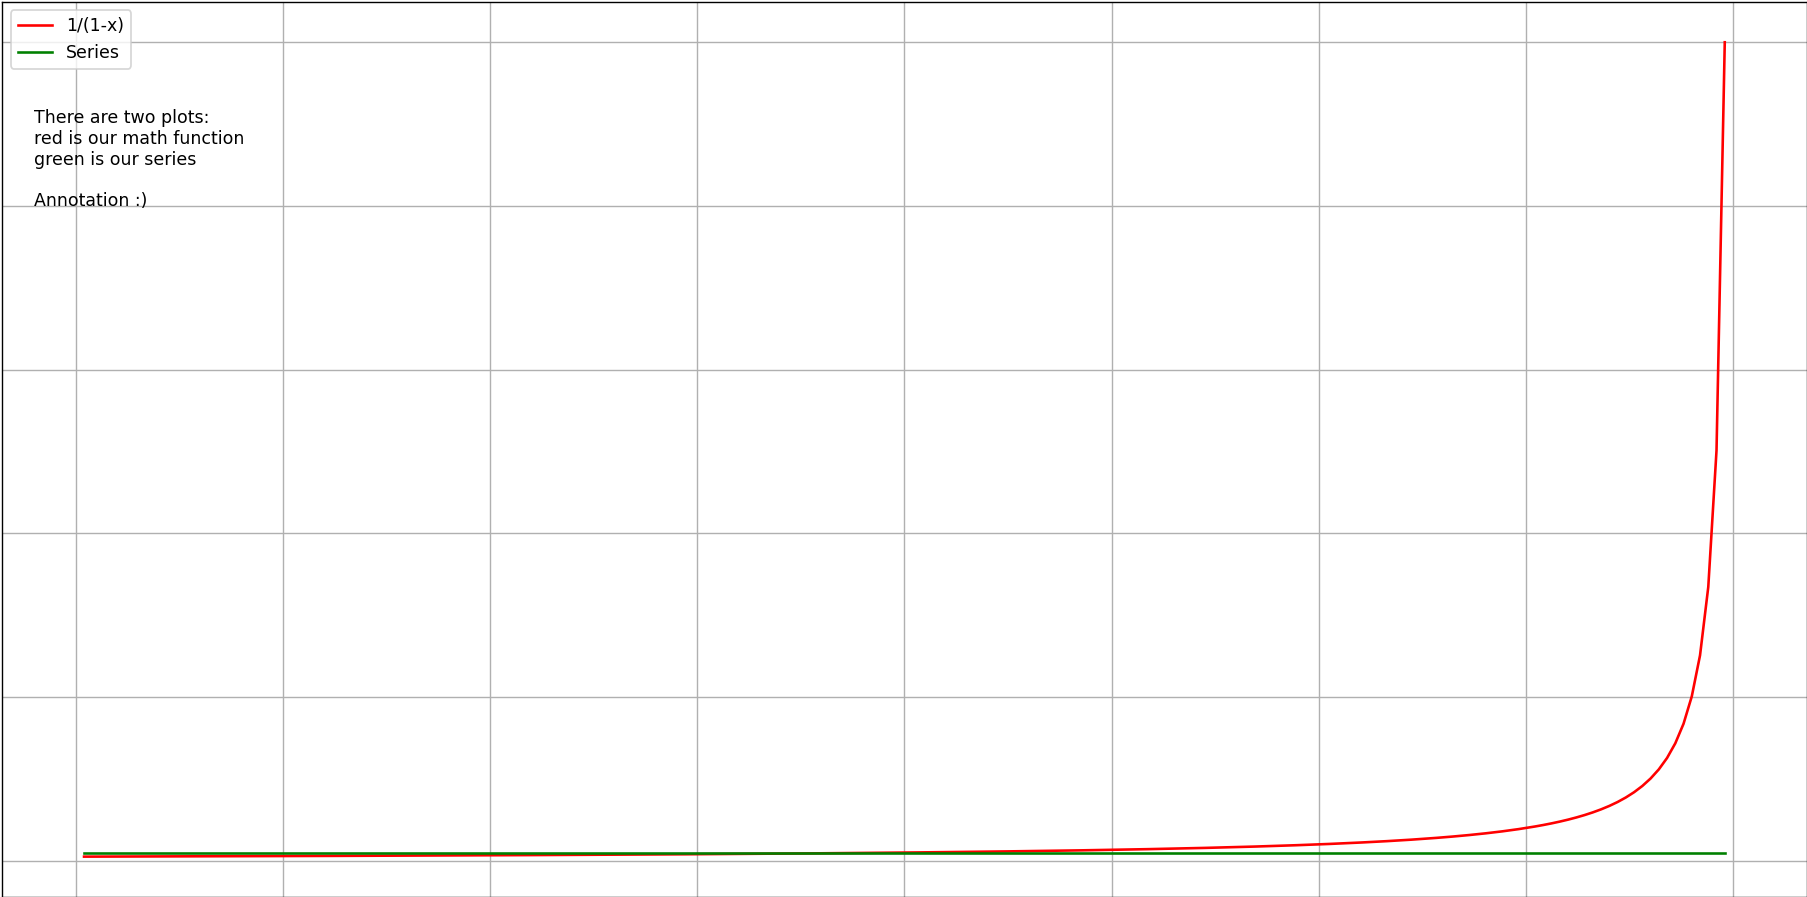 1/(1-x)
Series
There are two plots:
red is our math function
green is our series
Annotation :)